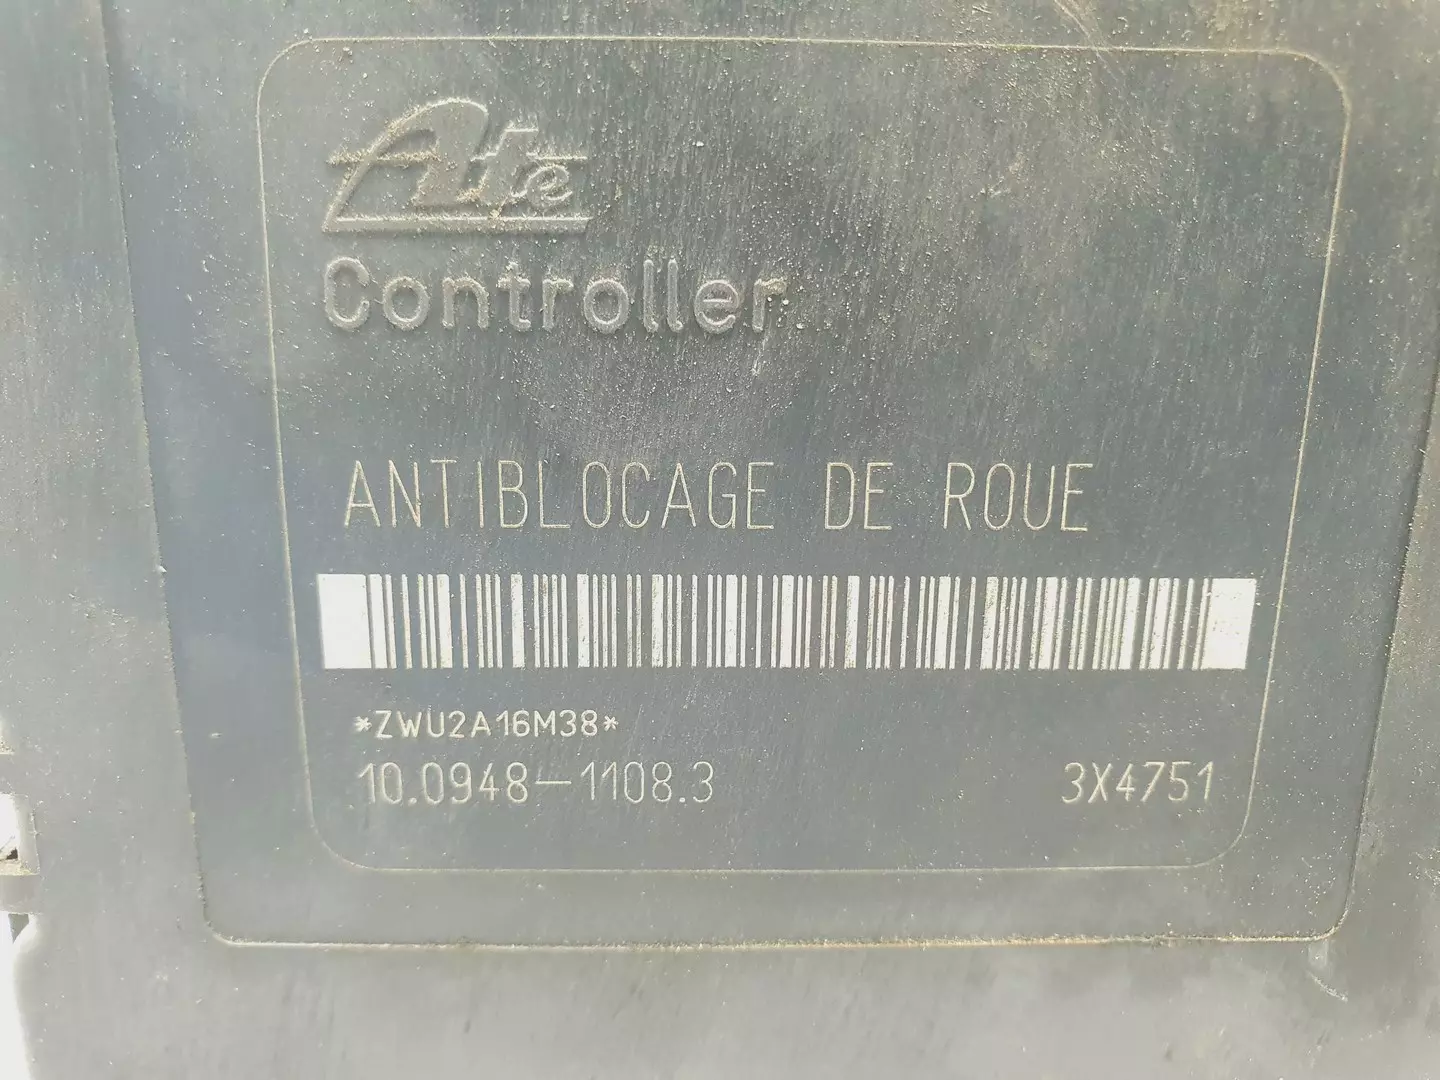 Ate
Controller
ANTIBLOCAGE DE ROUE
*ZWU2A16M38*
10.0948-1108.3 3X4751